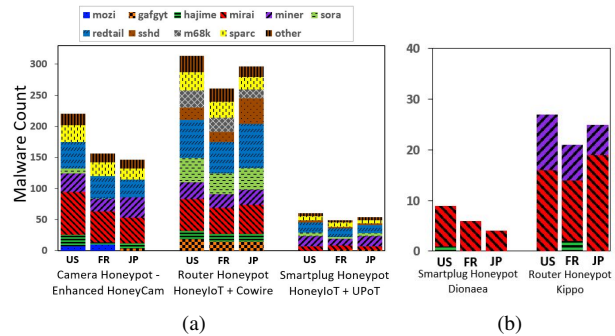 mozi gafgyt hajime mirai miner sora
redtail sshd m68k sparc other
Malware Count
300
250
200
150
100
50
0
US FR JP US FR JP US FR JP
Camera Honeypot - Router Honeypot Smartplug Honeypot
Enhanced HoneyCam HoneyIoT + Cowire HoneyIoT + UPoT
(a)
40
30
20
10
0
US FR JP US FR JP
Smartplug Honeypot Router Honeypot
Dionaea Kippo
(b)